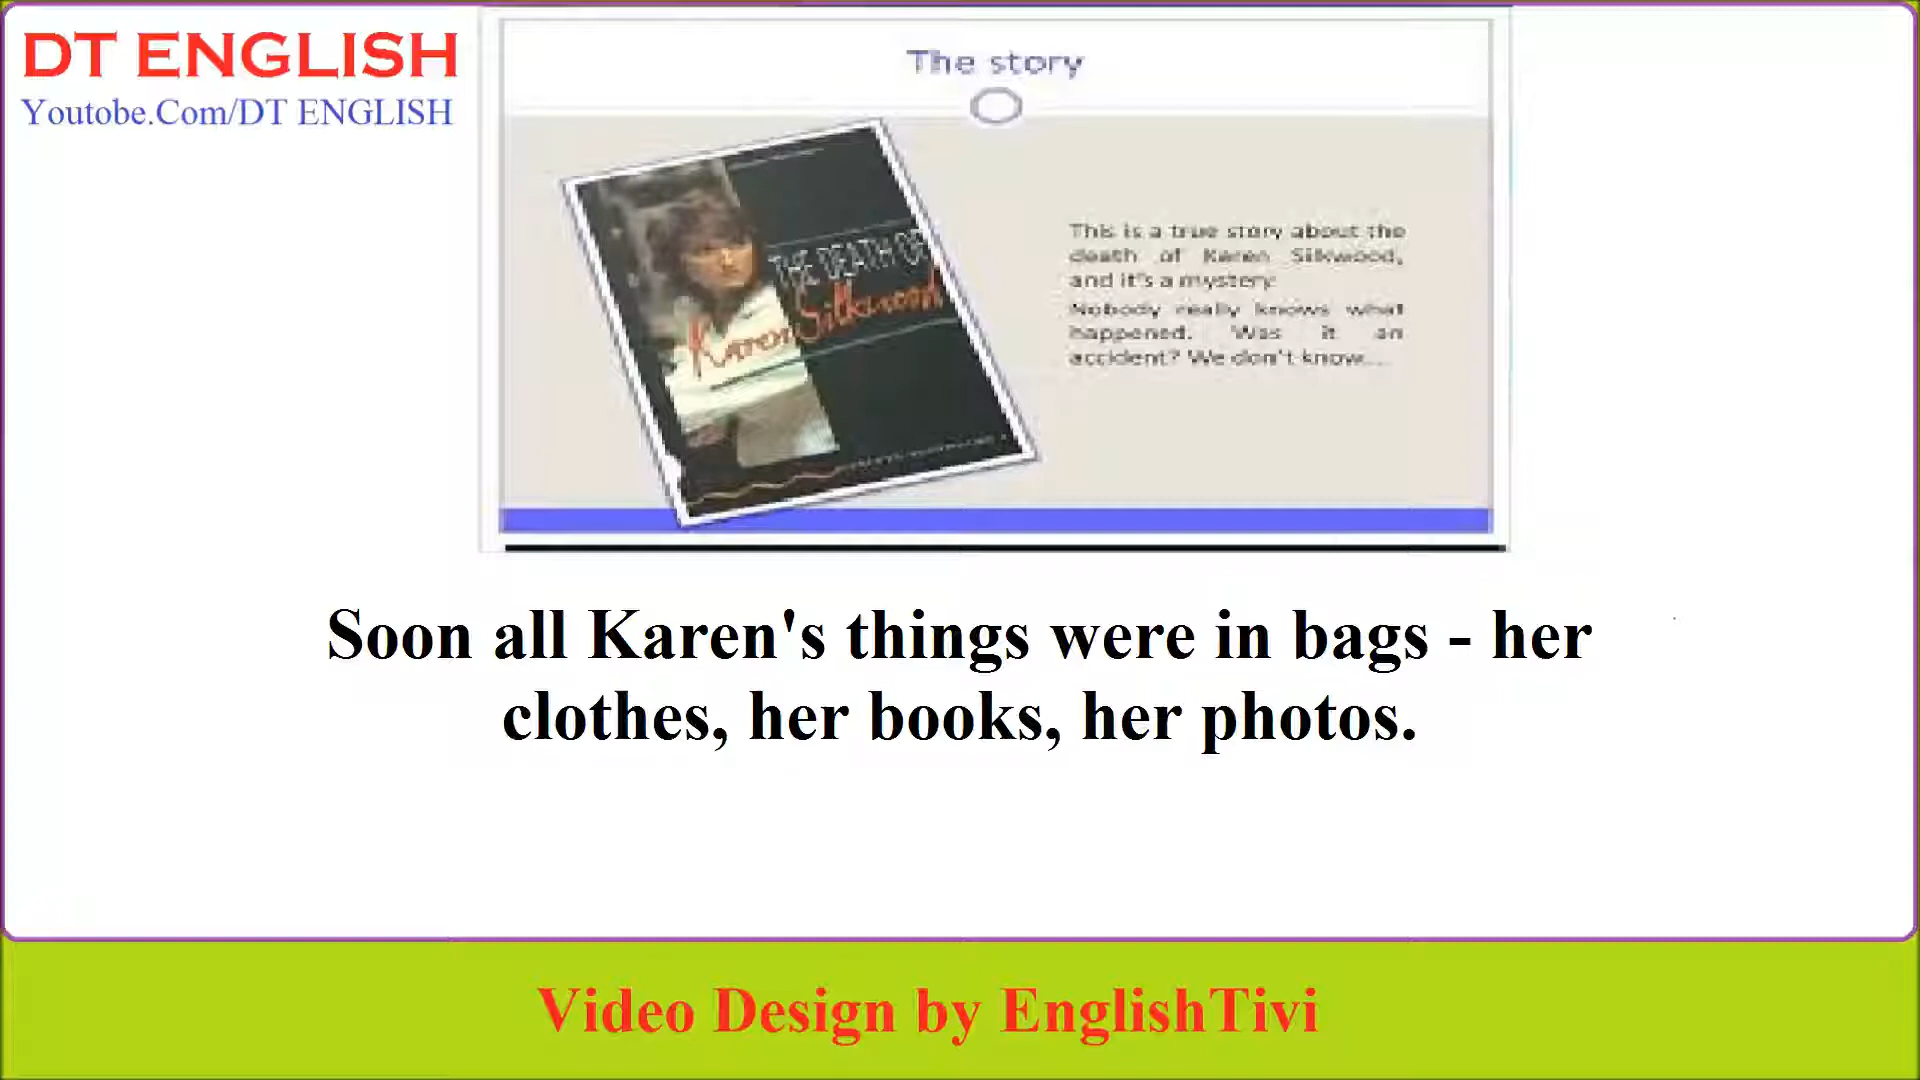 DT ENGLISH
Youtobe.Com/DT ENGLISH
The story
THE DEATH OF
Karen Silkwood
This is a true story about the
death of Karen Silkwood,
and it's a mystery
Nobody really knows what
happened. Was it an
accident? We don't know...
Soon all Karen's things were in bags - her
clothes, her books, her photos.
Video Design by EnglishTivi